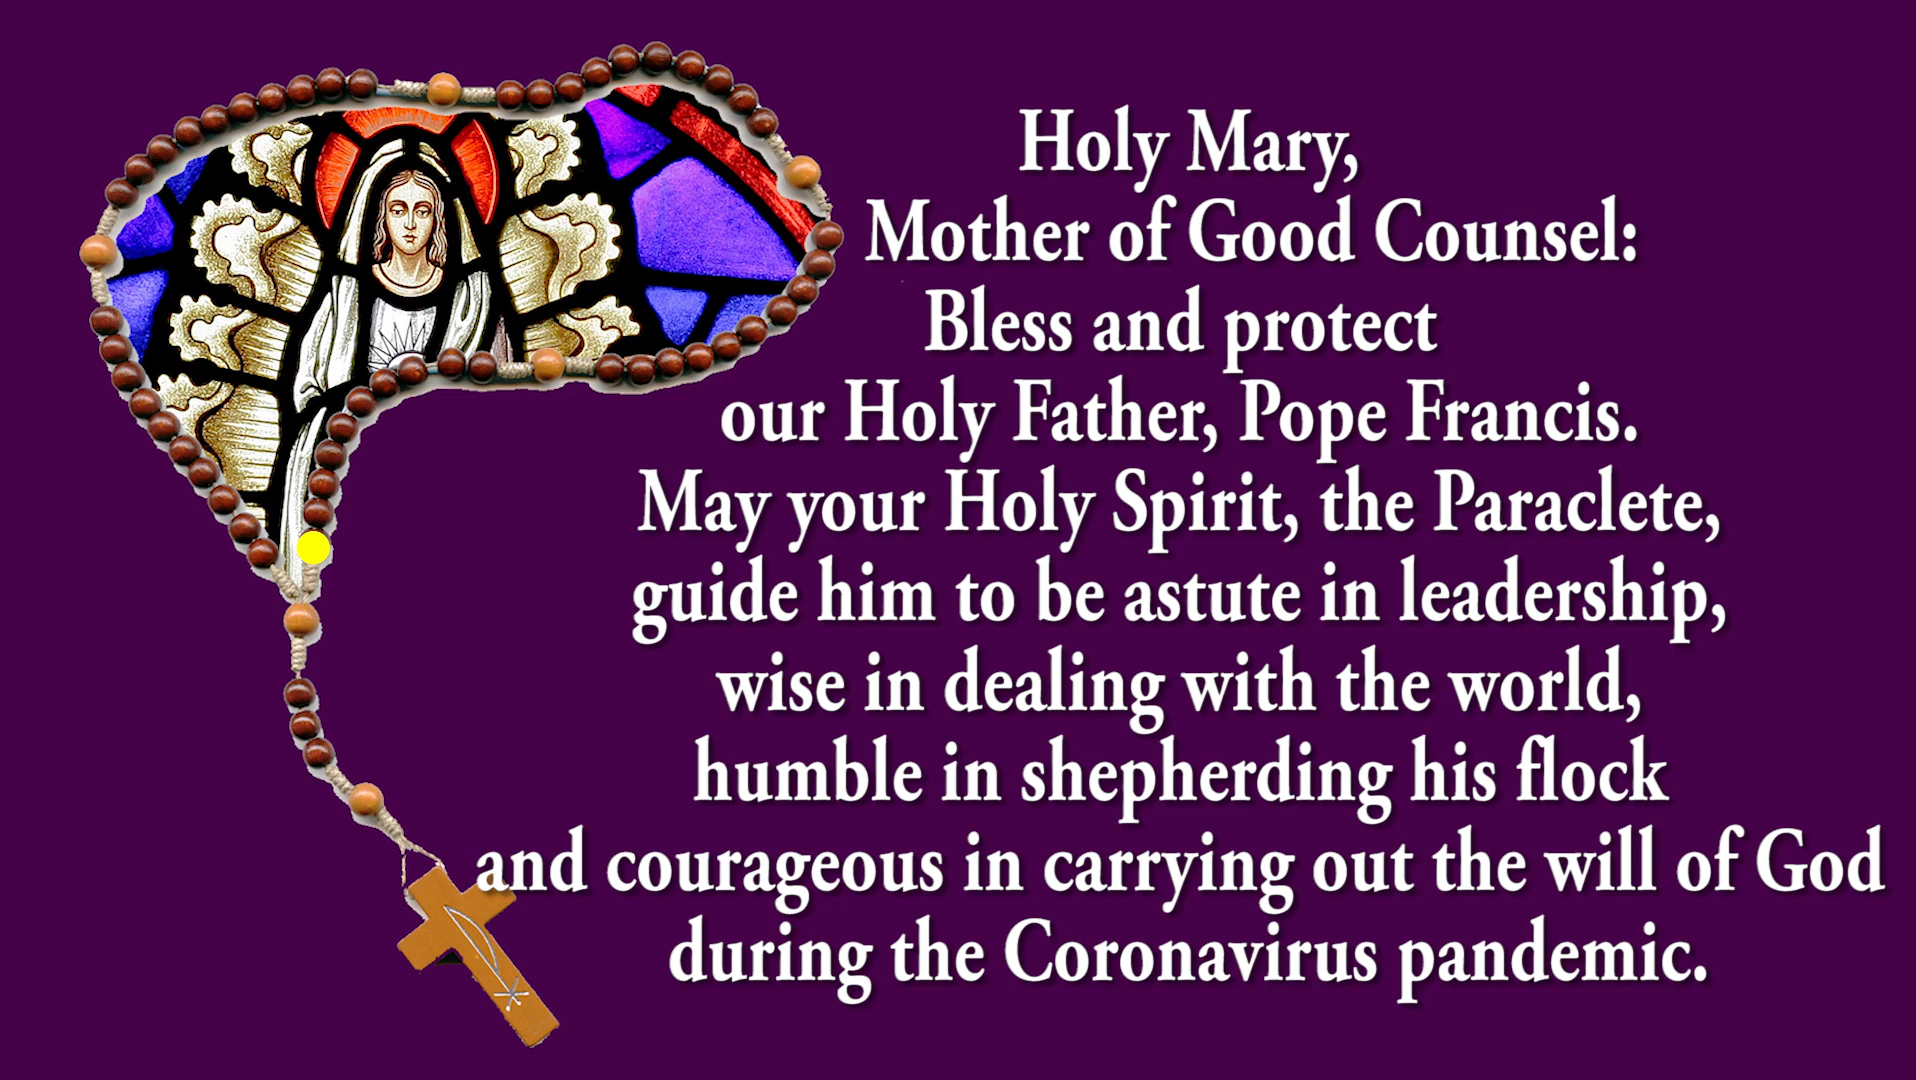 Holy Mary,
Mother of Good Counsel:
Bless and protect
our Holy Father, Pope Francis.
May your Holy Spirit, the Paraclete,
guide him to be astute in leadership,
wise in dealing with the world,
humble in shepherding his flock
and courageous in carrying out the will of God
during the Coronavirus pandemic.